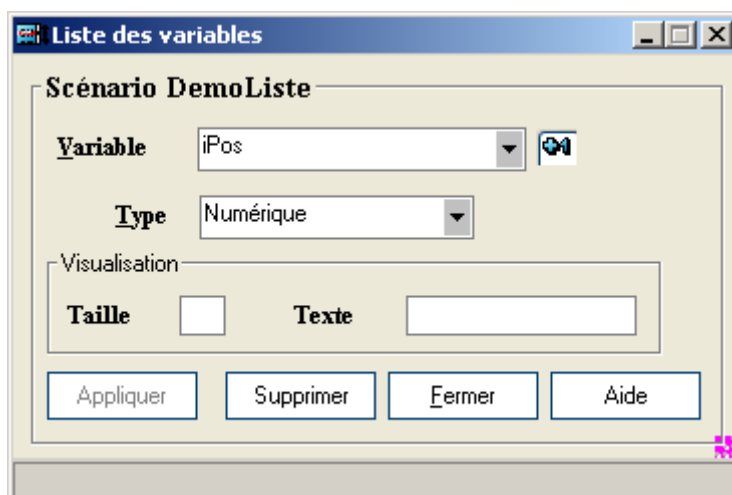 Liste des variables
Scénario DemoListe
Variable iPos
Type Numérique
Visualisation
Taille Texte
Appliquer Supprimer Fermer Aide